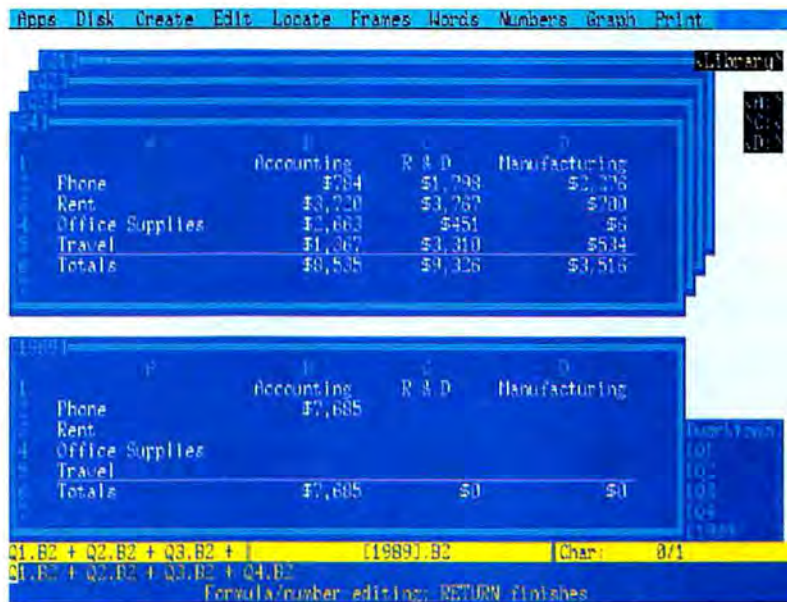 Apps Disk Create Edit Locate Frames Words Numbers Graph Print
<Library>
[Q4]
Accounting R & D Manufacturing
Phone $784 $1,798 $2,276
Rent $3,720 $3,767 $700
Office Supplies $2,663 $451 $6
Travel $1,367 $3,310 $534
Totals $8,535 $9,326 $3,516
[1989]
Accounting R & D Manufacturing
Phone $7,685
Rent
Office Supplies
Travel
Totals $7,685 $0 $0
Q1.B2 + Q2.B2 + Q3.B2 + [1989].B2 Char: 0/1
Q1.B2 + Q2.B2 + Q3.B2 + Q4.B2
Formula/number editing: RETURN finishes